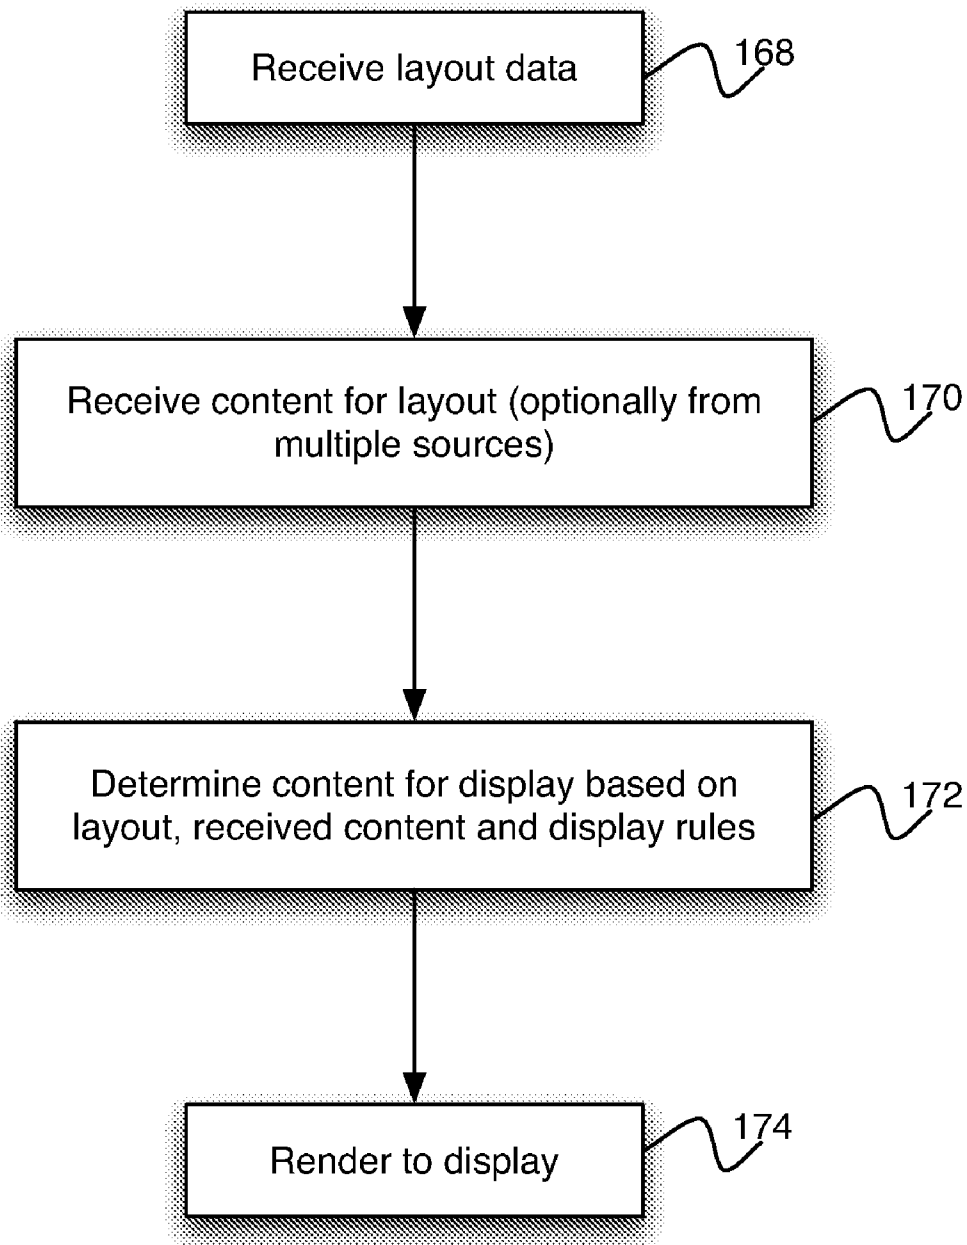 Receive layout data
168
Receive content for layout (optionally from
multiple sources)
170
Determine content for display based on
layout, received content and display rules
172
Render to display
174